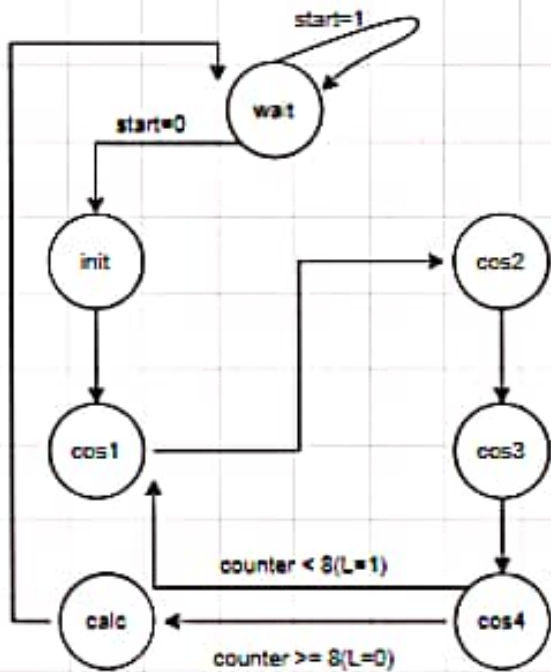 start=1
wait
start=0
init
cos2
cos1
cos3
counter < 8(L=1)
calc
cos4
counter >= 8(L=0)